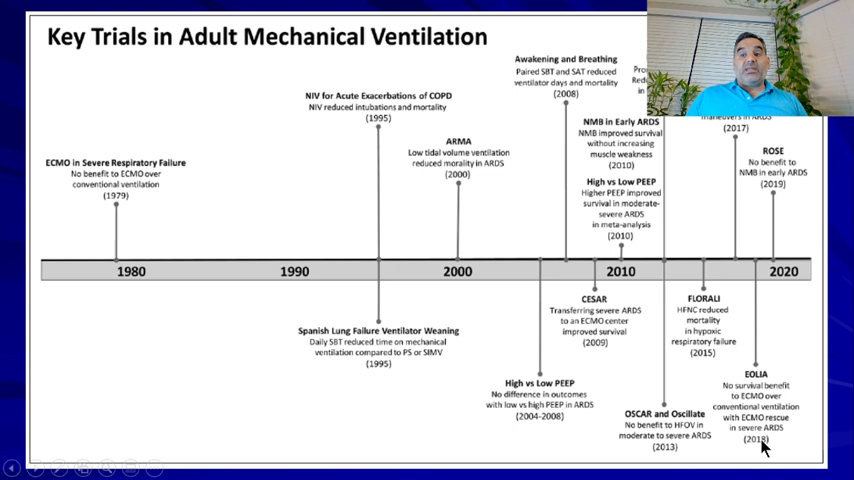 Key Trials in Adult Mechanical Ventilation
Awakening and Breathing
Paired SBT and SAT reduced
ventilator days and mortality
(2008)
NIV for Acute Exacerbations of COPD
NIV reduced intubations and mortality
(1995)
ARMA
Low tidal volume ventilation
reduced morality in ARDS
(2000)
ECMO in Severe Respiratory Failure
No benefit to ECMO over
conventional ventilation
(1979)
NMB in Early ARDS
NMB improved survival
without increasing
muscle weakness
(2010)
High vs Low PEEP
Higher PEEP improved
survival in moderate-
severe ARDS
in meta-analysis
(2010)
maneuvers in ARDS
(2017)
ROSE
No benefit to
NMB in early ARDS
(2019)
1980 1990 2000 2010 2020
Spanish Lung Failure Ventilator Weaning
Daily SBT reduced time on mechanical
ventilation compared to PS or SIMV
(1995)
High vs Low PEEP
No difference in outcomes
with low vs high PEEP in ARDS
(2004-2008)
CESAR
Transferring severe ARDS
to an ECMO center
improved survival
(2009)
OSCAR and Oscillate
No benefit to HFOV in
moderate to severe ARDS
(2013)
FLORALI
HFNC reduced
mortality
in hypoxic
respiratory failure
(2015)
EOLIA
No survival benefit
to ECMO over
conventional ventilation
with ECMO rescue
in severe ARDS
(2018)